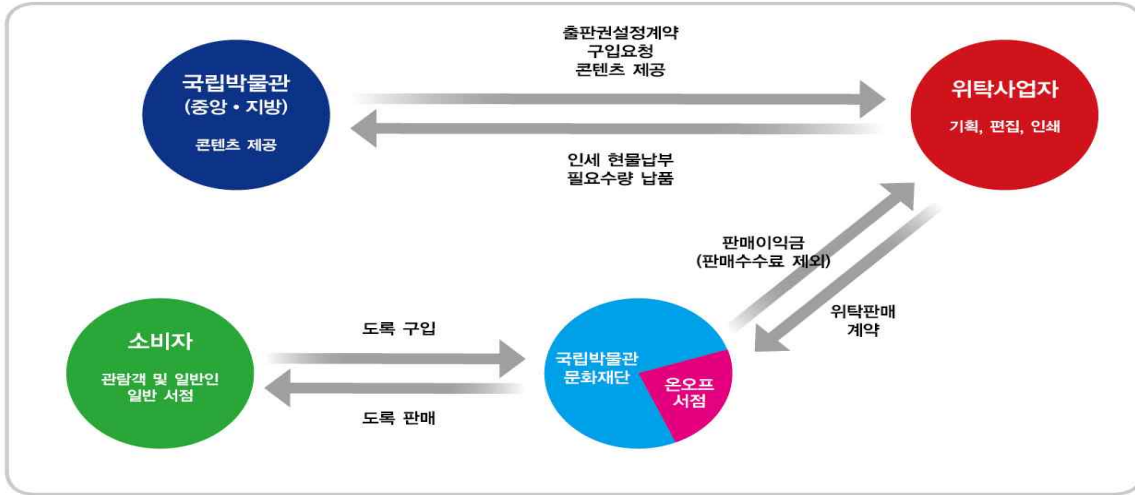 출판권설정계약
구입요청
콘텐츠 제공
국립박물관
(중앙・지방)
콘텐츠 제공
위탁사업자
기획, 편집, 인쇄
인세 현물납부
필요수량 납품
판매이익금
(판매수수료 제외)
위탁판매
계약
소비자
관람객 및 일반인
일반 서점
도록 구입
도록 판매
국립박물관
문화재단
온오프
서점